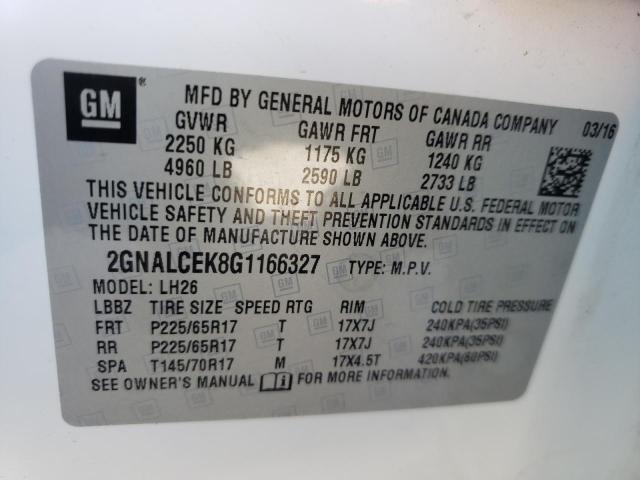 GM ®
MFD BY GENERAL MOTORS OF CANADA COMPANY 03/16
GVWR GAWR FRT GAWR RR
2250 KG 1175 KG 1240 KG
4960 LB 2590 LB 2733 LB
THIS VEHICLE CONFORMS TO ALL APPLICABLE U.S. FEDERAL MOTOR
VEHICLE SAFETY AND THEFT PREVENTION STANDARDS IN EFFECT ON
THE DATE OF MANUFACTURE SHOWN ABOVE.
2GNALCEK8G1166327 TYPE: M.P.V.
MODEL: LH26
LBBZ TIRE SIZE SPEED RTG RIM COLD TIRE PRESSURE
FRT P225/65R17 T 17X7J 240KPA(35PSI)
RR P225/65R17 T 17X7J 240KPA(35PSI)
SPA T145/70R17 M 17X4.5T 420KPA(60PSI)
SEE OWNER'S MANUAL FOR MORE INFORMATION.